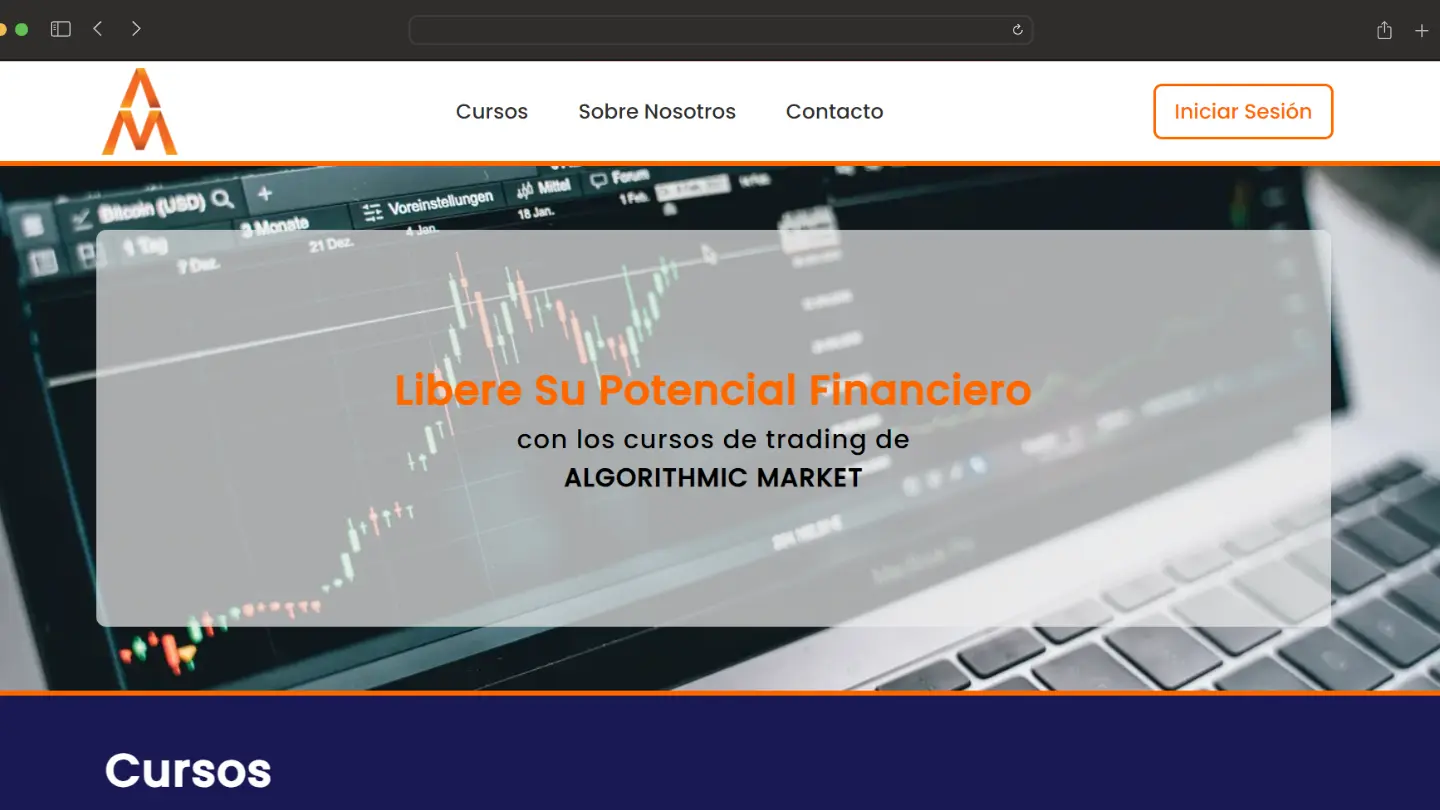 Cursos
Sobre Nosotros
Contacto
Iniciar Sesión
Bitcoin (USD)
1 Tag
3 Monate
Voreinstellungen
Mittel
Forum
7 Dez.
21 Dez.
4 Jan.
18 Jan.
1 Feb.
Libere Su Potencial Financiero
con los cursos de trading de
ALGORITHMIC MARKET
Cursos